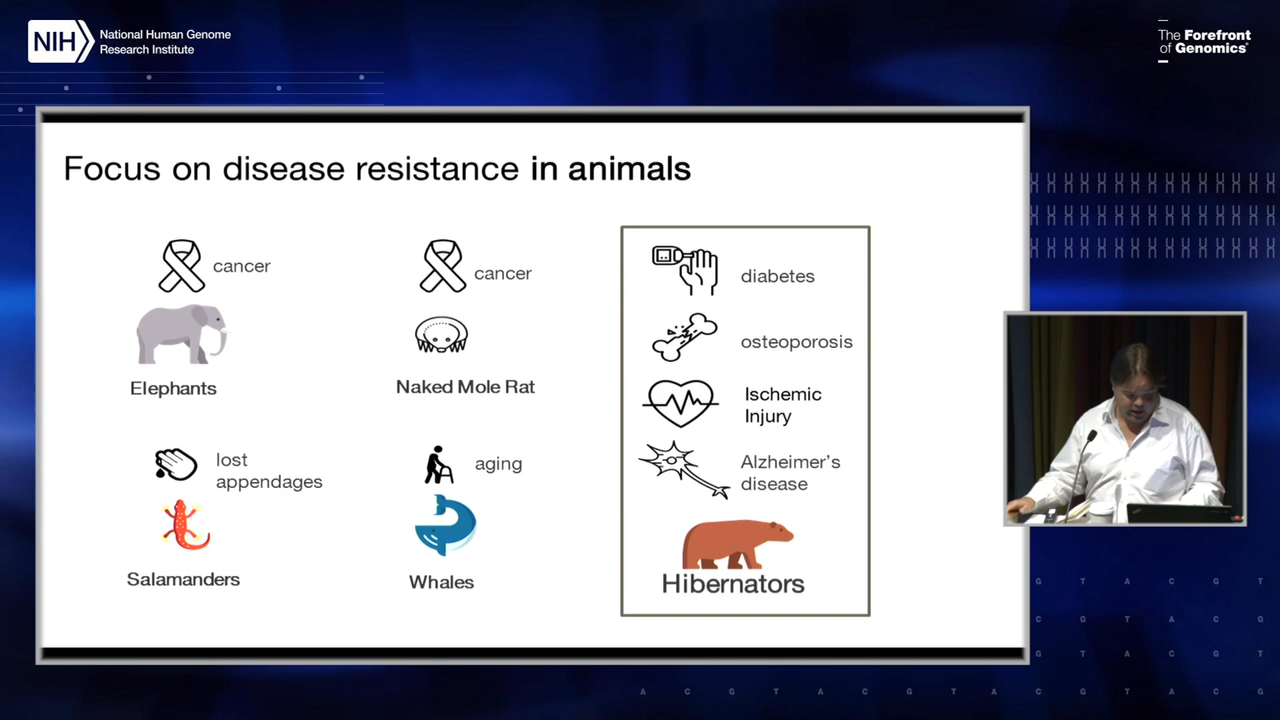 NIH
National Human Genome
Research Institute
The Forefront
of Genomics®
Focus on disease resistance in animals
cancer
Elephants
cancer
Naked Mole Rat
lost
appendages
Salamanders
aging
Whales
diabetes
osteoporosis
Ischemic
Injury
Alzheimer's
disease
Hibernators
G T A C G T
C G T A C G
G T A C G T
A C G T A C G T A C G T A C G